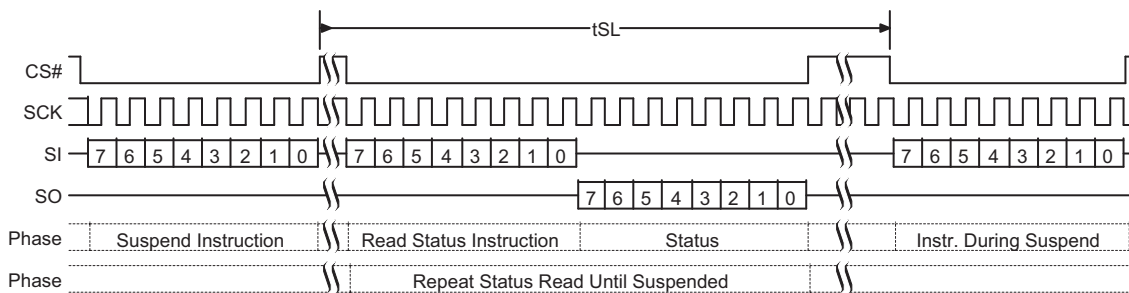 tSL
CS#
SCK
SI 7 6 5 4 3 2 1 0 7 6 5 4 3 2 1 0 7 6 5 4 3 2 1 0
SO 7 6 5 4 3 2 1 0
Phase Suspend Instruction Read Status Instruction Status Instr. During Suspend
Phase Repeat Status Read Until Suspended